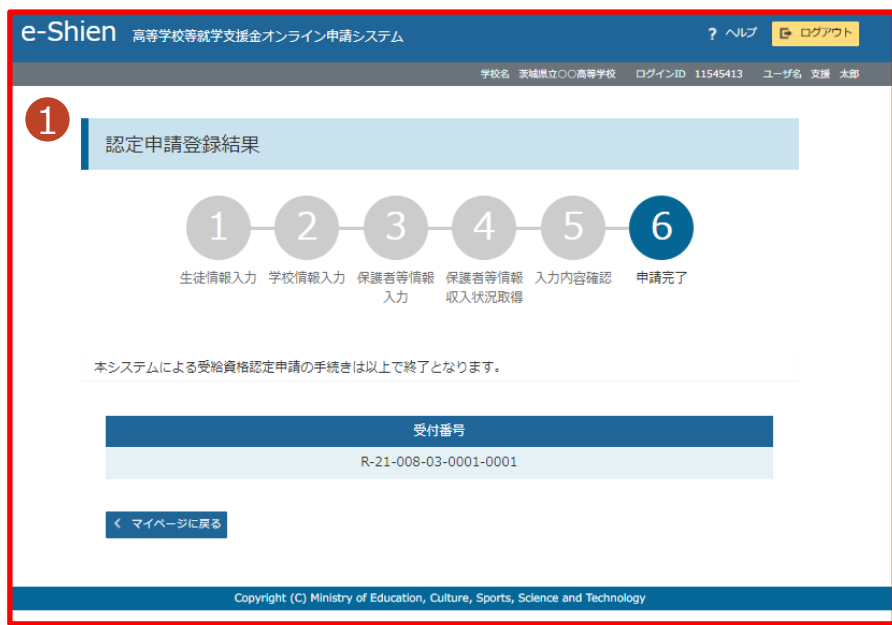 e-Shien 高等学校等就学支援金オンライン申請システム ? ヘルプ ログアウト
学校名 茨城県立○○高等学校 ログインID 11545413 ユーザ名 支援 太郎
1
認定申請登録結果
1 2 3 4 5 6
生徒情報入力 学校情報入力 保護者等情報 保護者等情報 入力内容確認 申請完了
入力 収入状況取得
本システムによる受給資格認定申請の手続きは以上で終了となります。
受付番号
R-21-008-03-0001-0001
マイページに戻る
Copyright (C) Ministry of Education, Culture, Sports, Science and Technology